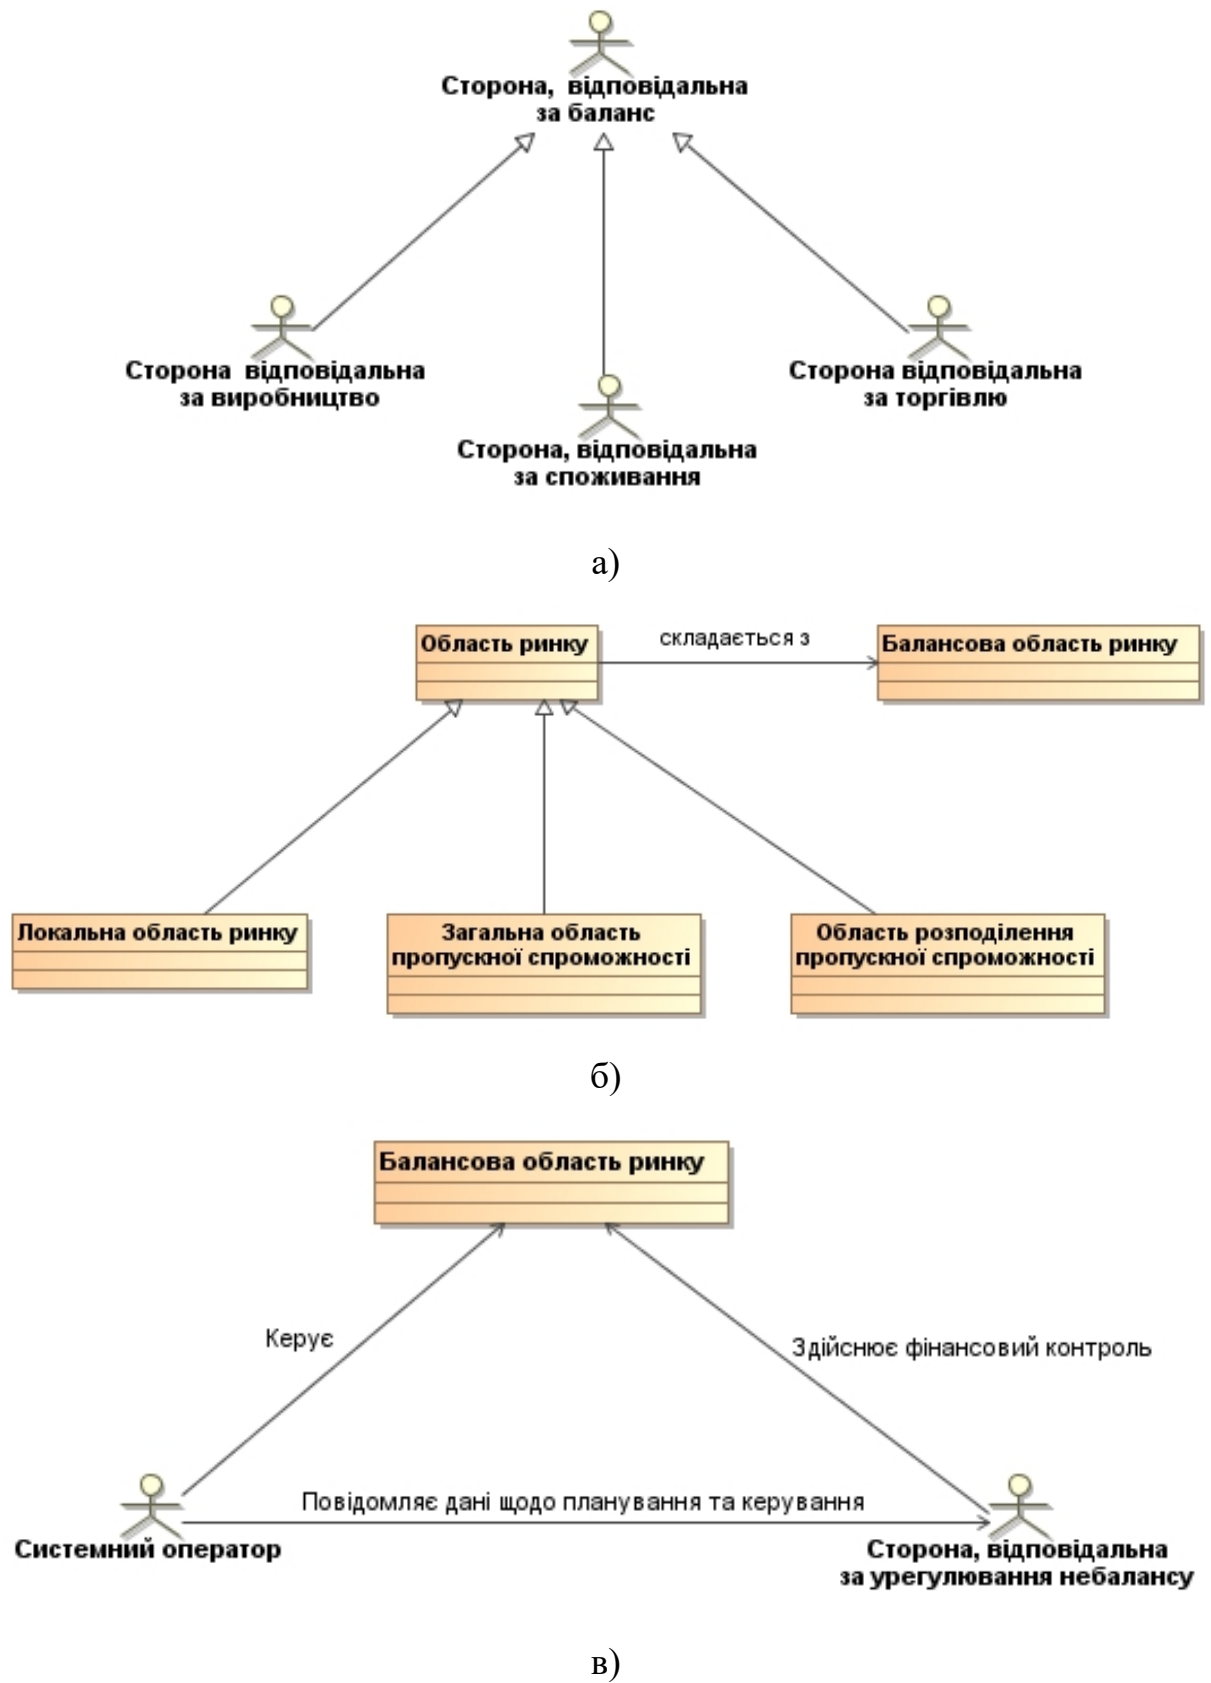 Сторона, відповідальна
за баланс
Сторона відповідальна
за виробництво
Сторона відповідальна
за торгівлю
Сторона, відповідальна
за споживання
а)
Область ринку
складається з
Балансова область ринку
Локальна область ринку
Загальна область
пропускної спроможності
Область розподілення
пропускної спроможності
б)
Балансова область ринку
Керує
Здійснює фінансовий контроль
Повідомляє дані щодо планування та керування
Системний оператор
Сторона, відповідальна
за урегулювання небалансу
в)